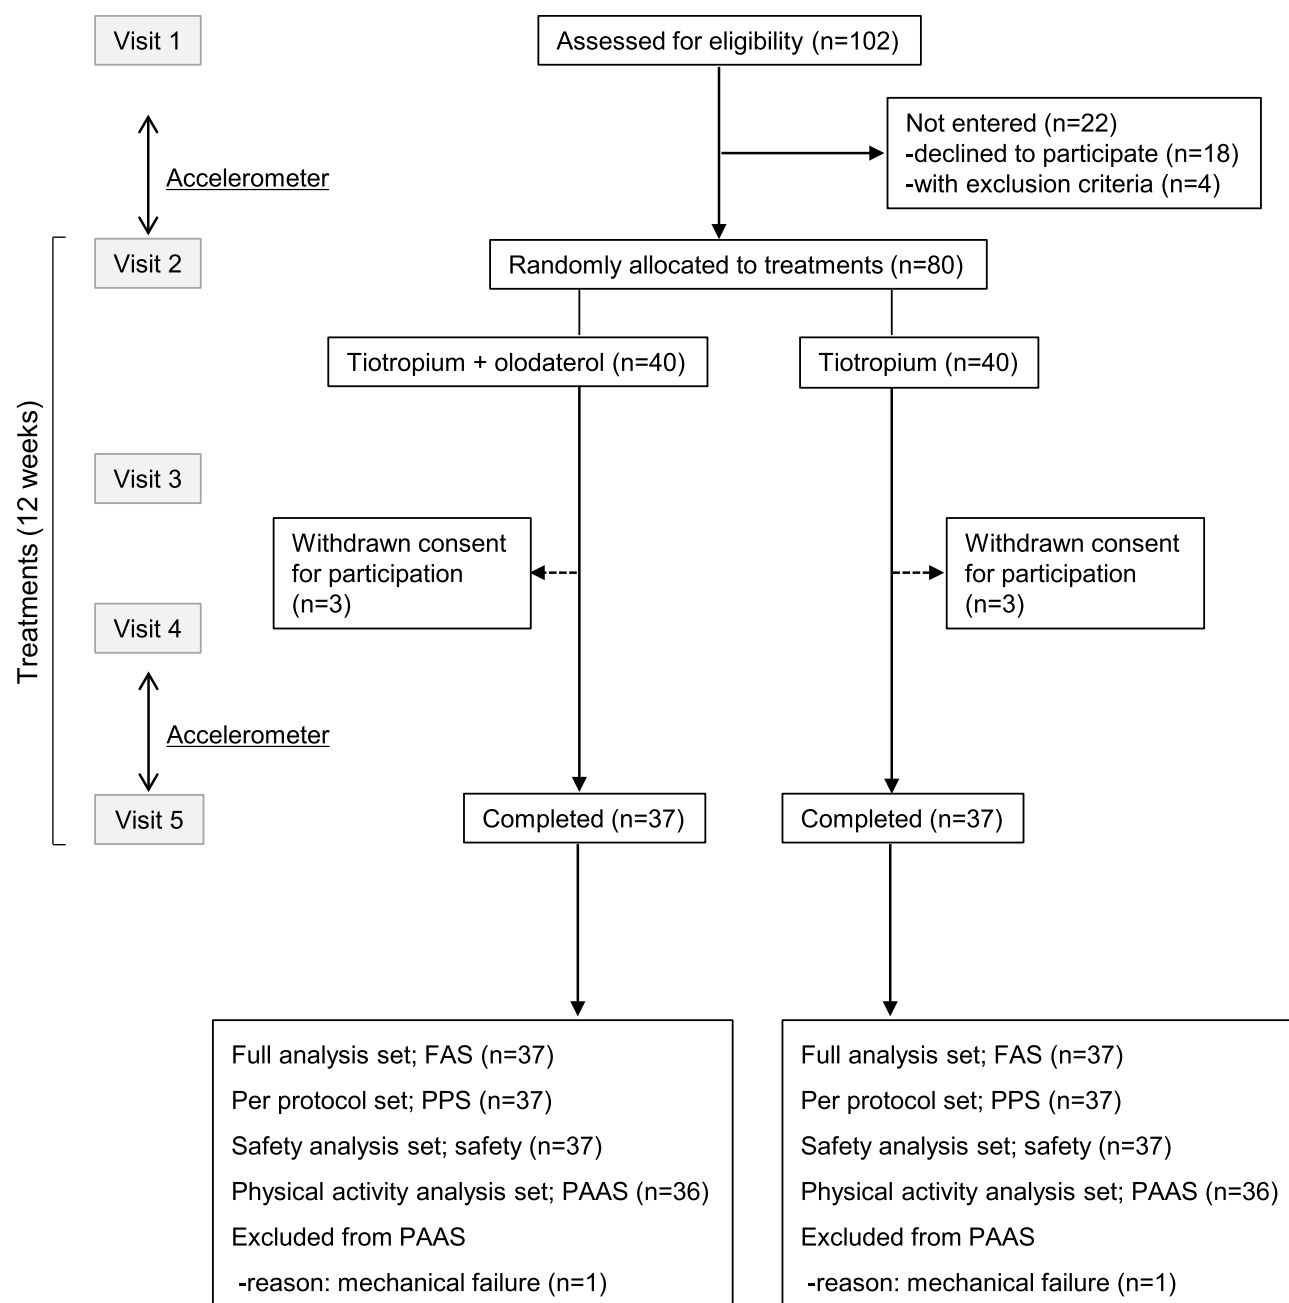 Visit 1
Assessed for eligibility (n=102)
Not entered (n=22)
-declined to participate (n=18)
-with exclusion criteria (n=4)
Accelerometer
Visit 2
Randomly allocated to treatments (n=80)
Tiotropium + olodaterol (n=40)
Tiotropium (n=40)
Treatments (12 weeks)
Visit 3
Withdrawn consent
for participation
(n=3)
Withdrawn consent
for participation
(n=3)
Visit 4
Accelerometer
Visit 5
Completed (n=37)
Completed (n=37)
Full analysis set; FAS (n=37)
Per protocol set; PPS (n=37)
Safety analysis set; safety (n=37)
Physical activity analysis set; PAAS (n=36)
Excluded from PAAS
-reason: mechanical failure (n=1)
Full analysis set; FAS (n=37)
Per protocol set; PPS (n=37)
Safety analysis set; safety (n=37)
Physical activity analysis set; PAAS (n=36)
Excluded from PAAS
-reason: mechanical failure (n=1)